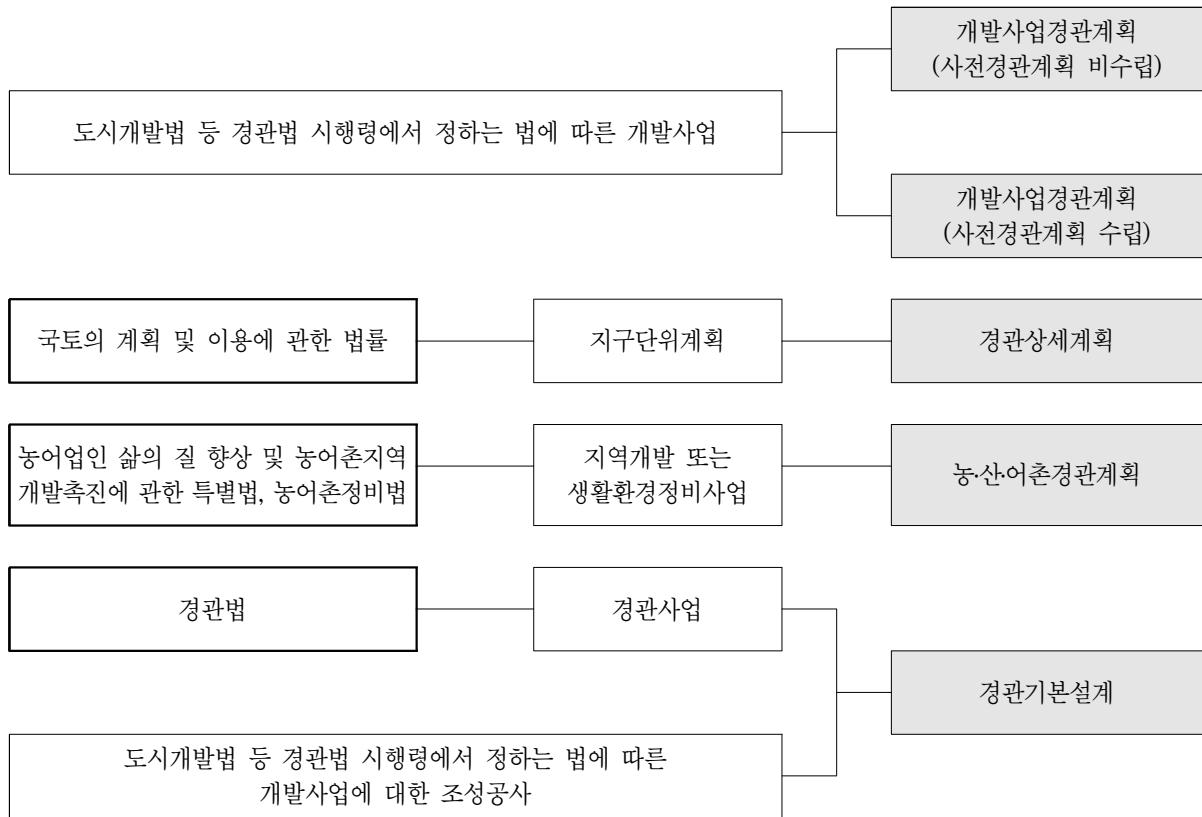 개발사업경관계획
(사전경관계획 비수립)
도시개발법 등 경관법 시행령에서 정하는 법에 따른 개발사업
개발사업경관계획
(사전경관계획 수립)
국토의 계획 및 이용에 관한 법률
지구단위계획
경관상세계획
농어업인 삶의 질 향상 및 농어촌지역
개발촉진에 관한 특별법, 농어촌정비법
지역개발 또는
생활환경정비사업
농·산·어촌경관계획
경관법
경관사업
경관기본설계
도시개발법 등 경관법 시행령에서 정하는 법에 따른
개발사업에 대한 조성공사